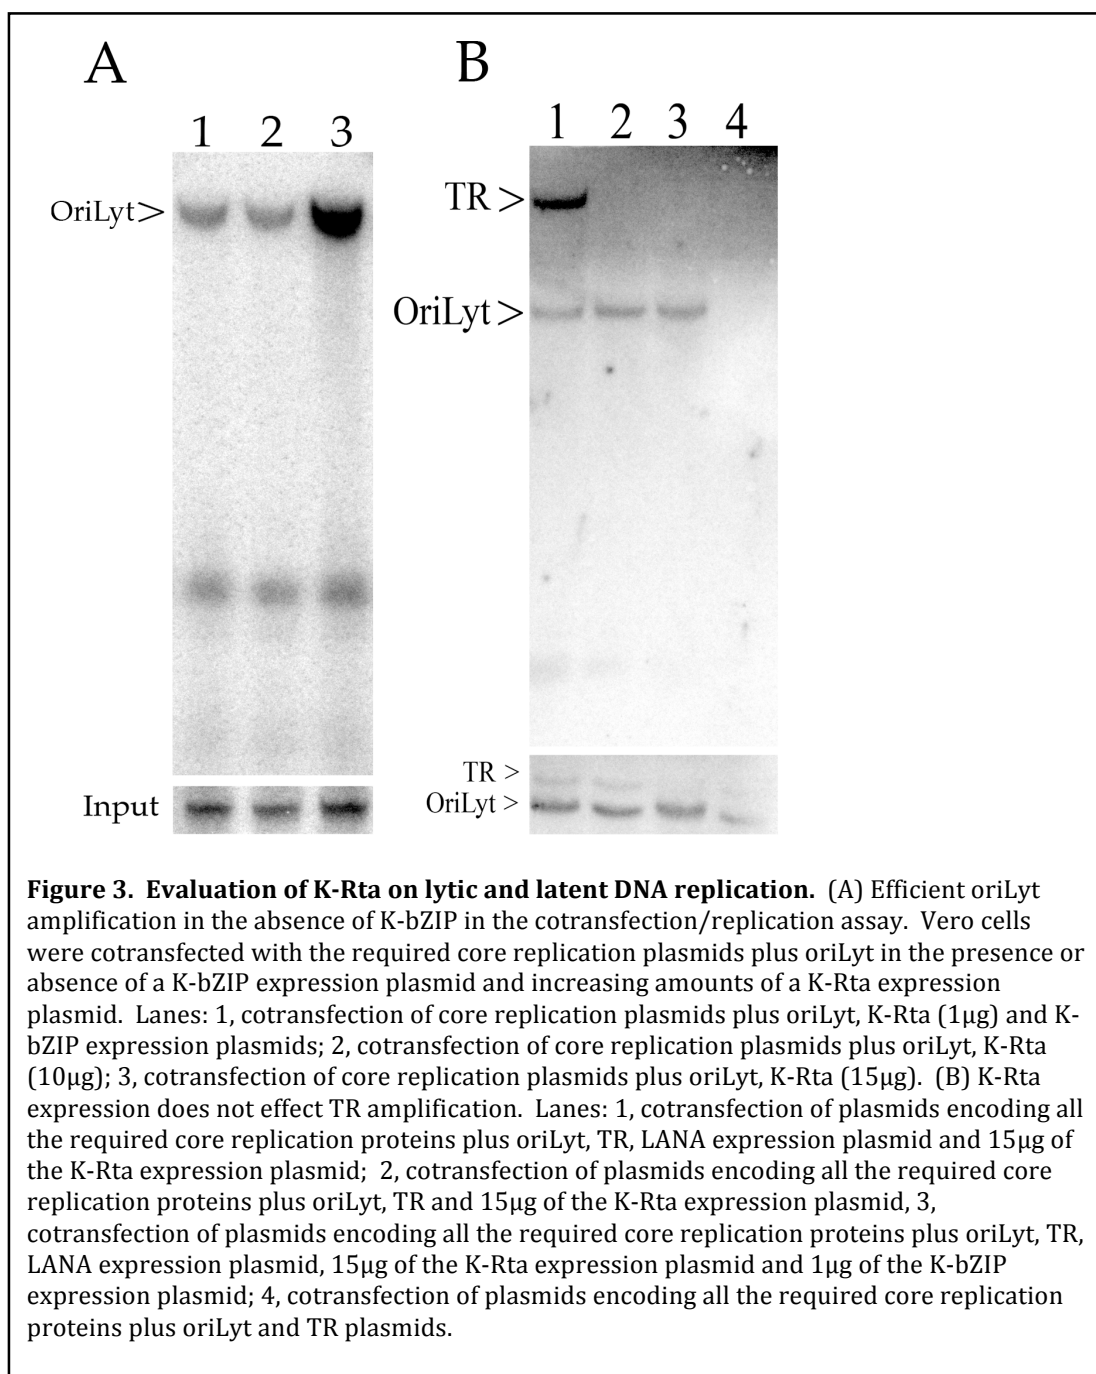 A
B
1 2 3
1 2 3 4
OriLyt>
TR >
OriLyt >
TR >
Input
OriLyt >
Figure 3. Evaluation of K-Rta on lytic and latent DNA replication. (A) Efficient oriLyt
amplification in the absence of K-bZIP in the cotransfection/replication assay. Vero cells
were cotransfected with the required core replication plasmids plus oriLyt in the presence or
absence of a K-bZIP expression plasmid and increasing amounts of a K-Rta expression
plasmid. Lanes: 1, cotransfection of core replication plasmids plus oriLyt, K-Rta (1μg) and K-
bZIP expression plasmids; 2, cotransfection of core replication plasmids plus oriLyt, K-Rta
(10μg); 3, cotransfection of core replication plasmids plus oriLyt, K-Rta (15μg). (B) K-Rta
expression does not effect TR amplification. Lanes: 1, cotransfection of plasmids encoding all
the required core replication proteins plus oriLyt, TR, LANA expression plasmid and 15μg of
the K-Rta expression plasmid; 2, cotransfection of plasmids encoding all the required core
replication proteins plus oriLyt, TR and 15μg of the K-Rta expression plasmid, 3,
cotransfection of plasmids encoding all the required core replication proteins plus oriLyt, TR,
LANA expression plasmid, 15μg of the K-Rta expression plasmid and 1μg of the K-bZIP
expression plasmid; 4, cotransfection of plasmids encoding all the required core replication
proteins plus oriLyt and TR plasmids.